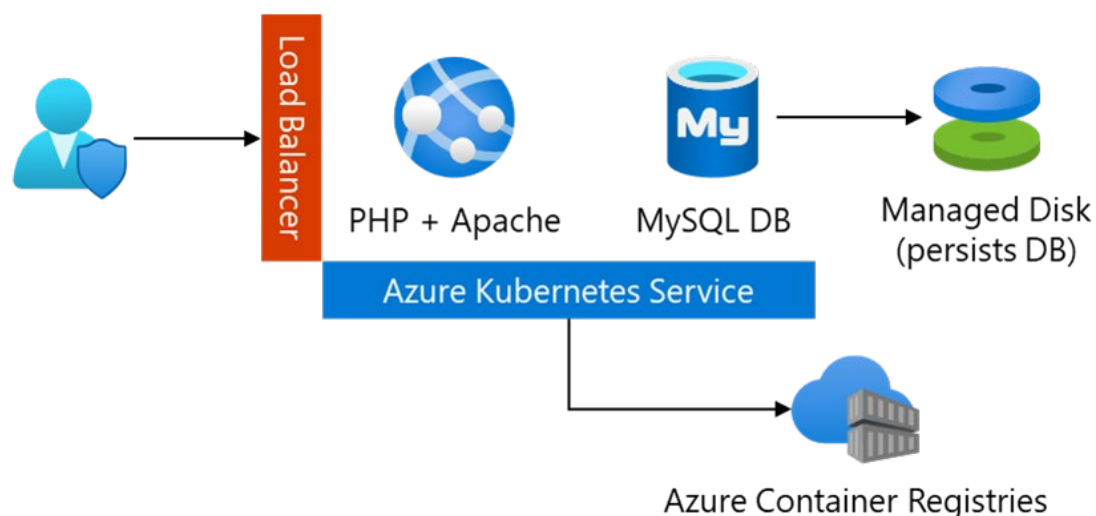 Load Balancer
My
PHP + Apache
MySQL DB
Managed Disk
(persists DB)
Azure Kubernetes Service
Azure Container Registries